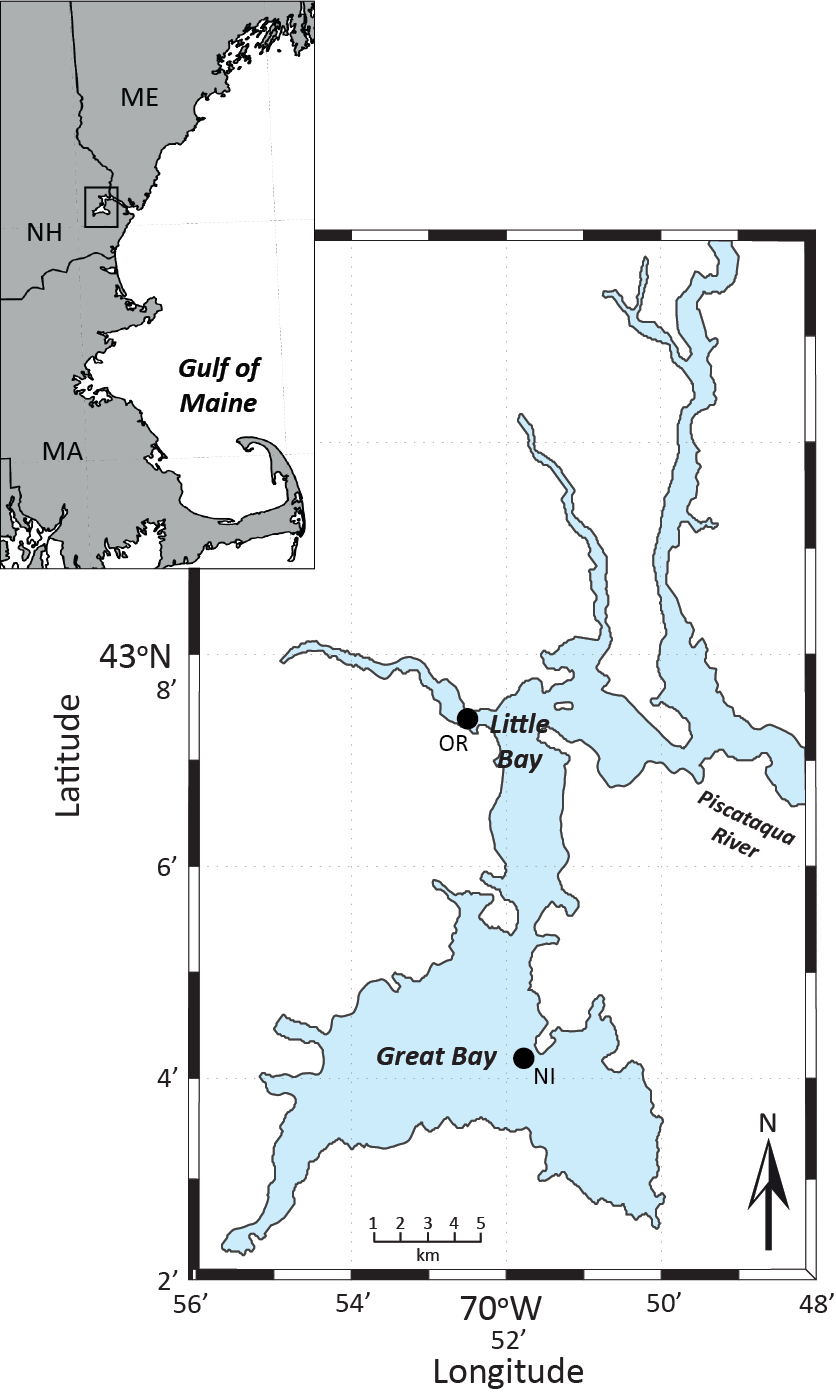 ME
NH
Gulf of
Maine
MA
43°N
8’
Latitude
Little
Bay
OR
Piscataqua
River
6’
Great Bay
NI
4’
N
1 2 3 4 5
km
2’
56’ 54’ 70°W 50’ 48’
52’
Longitude